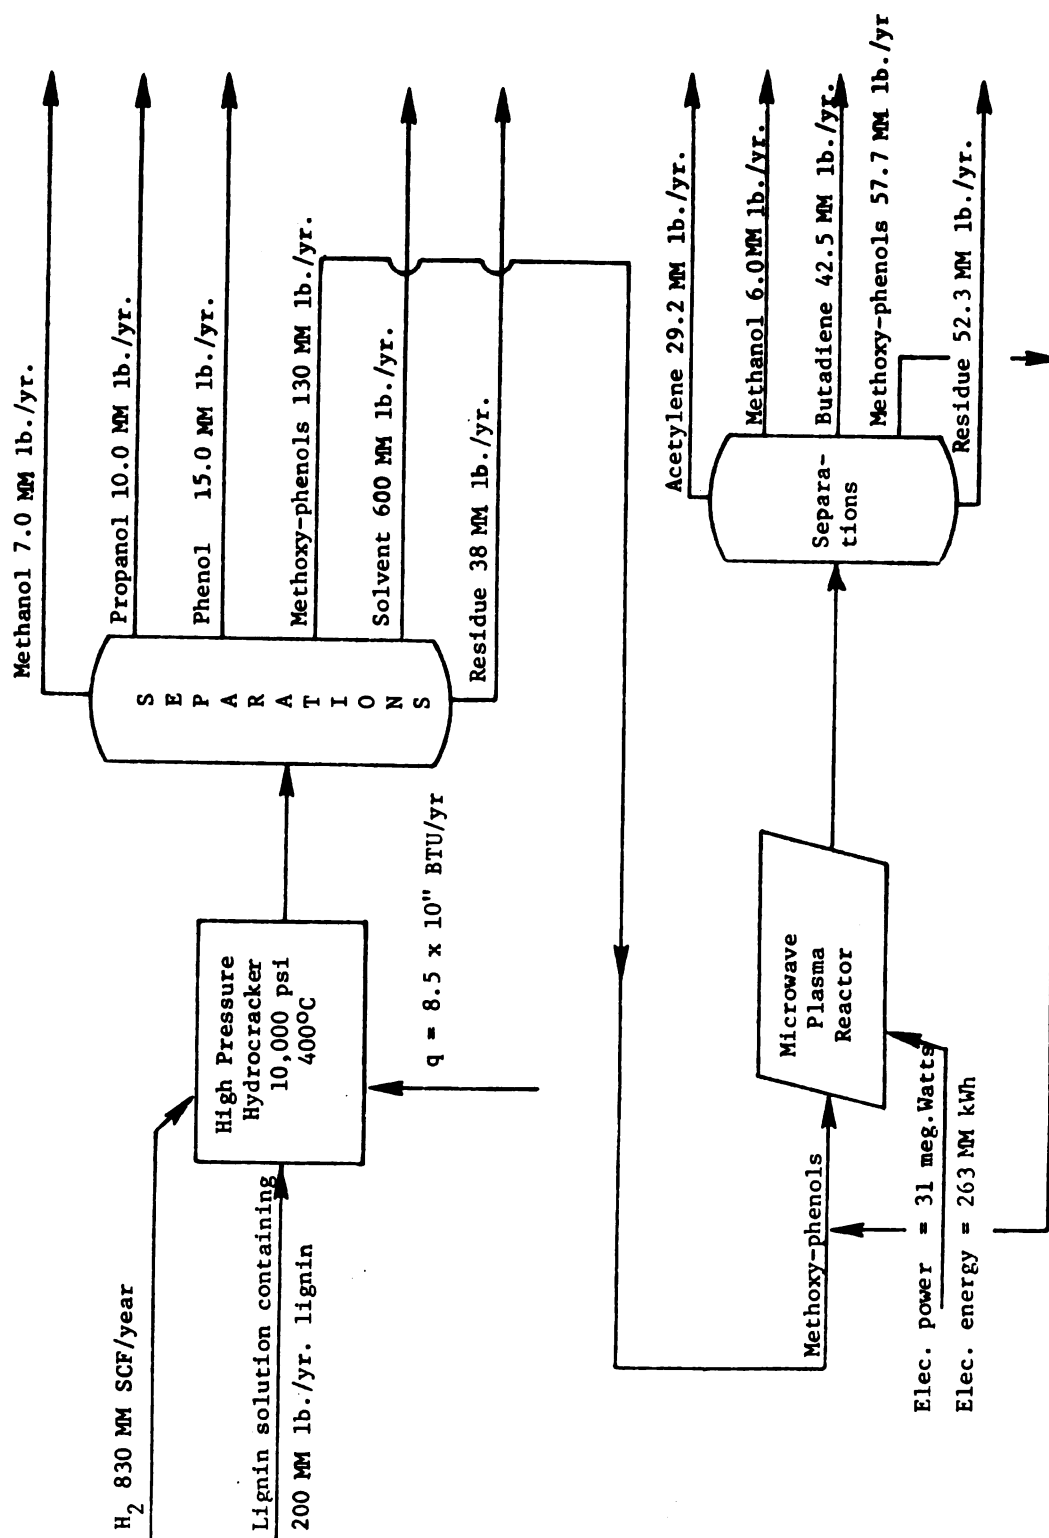 H2 830 MM SCF/year
Lignin solution containing
200 MM lb./yr. lignin
High Pressure
Hydrocracker
10,000 psi
400°C
q = 8.5 x 10" BTU/yr
SEPARATIONS
Methanol 7.0 MM lb./yr.
Propanol 10.0 MM lb./yr.
Phenol 15.0 MM lb./yr.
Methoxy-phenols 130 MM lb./yr.
Solvent 600 MM lb./yr.
Residue 38 MM lb./yr.
Methoxy-phenols
Elec. power = 31 meg.Watts
Elec. energy = 263 MM kWh
Microwave
Plasma
Reactor
Separa-
tions
Acetylene 29.2 MM lb./yr.
Methanol 6.0 MM lb./yr.
Butadiene 42.5 MM lb./yr.
Methoxy-phenols 57.7 MM lb./yr
Residue 52.3 MM lb./yr.